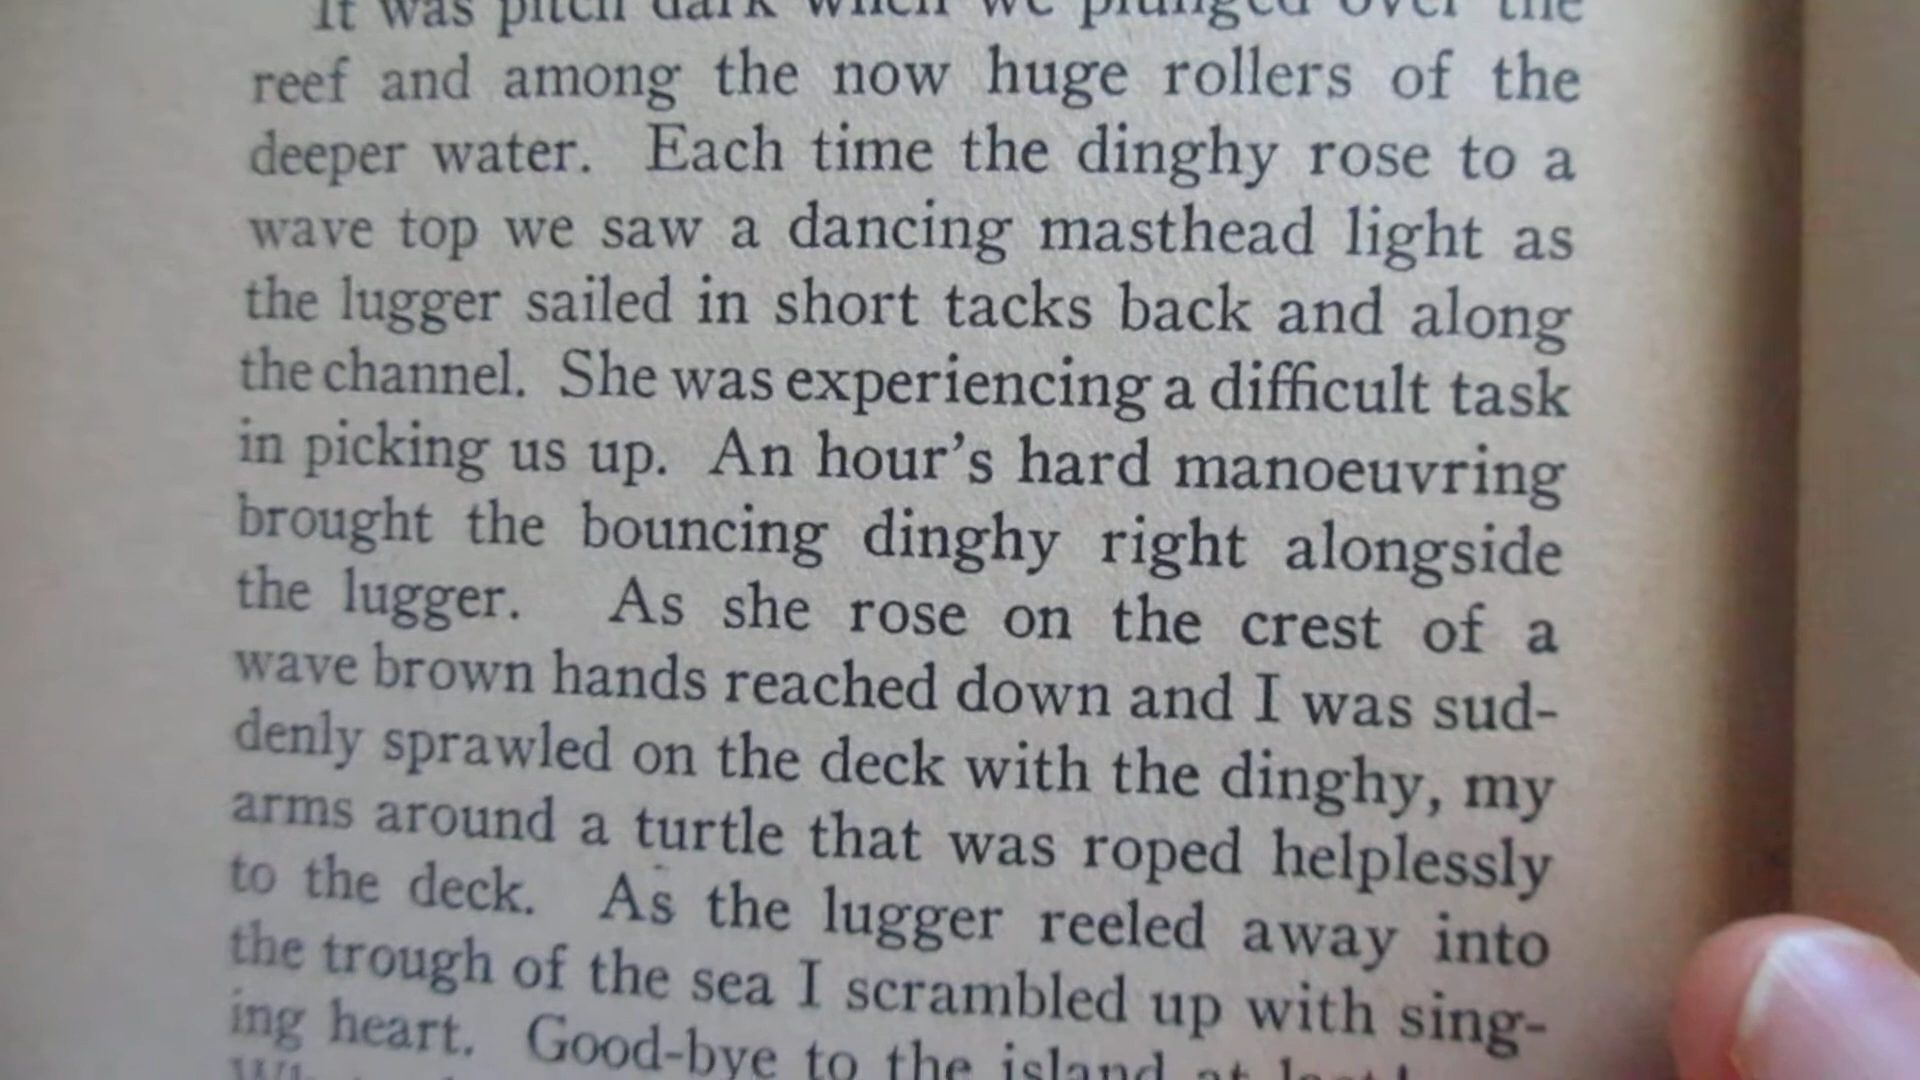 It was pitch dark when we plunged over the
reef and among the now huge rollers of the
deeper water. Each time the dinghy rose to a
wave top we saw a dancing masthead light as
the lugger sailed in short tacks back and along
the channel. She was experiencing a difficult task
in picking us up. An hour's hard manoeuvring
brought the bouncing dinghy right alongside
the lugger. As she rose on the crest of a
wave brown hands reached down and I was sud-
denly sprawled on the deck with the dinghy, my
arms around a turtle that was roped helplessly
to the deck. As the lugger reeled away into
the trough of the sea I scrambled up with sing-
ing heart. Good-bye to the island at last!